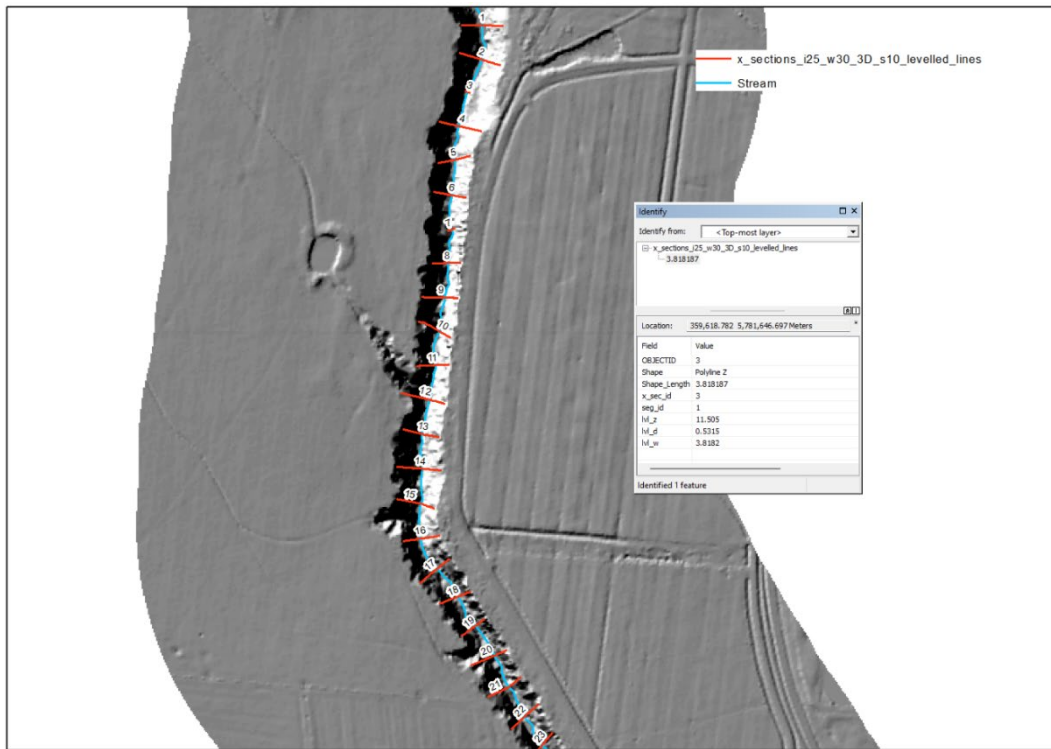 1
2
3
4
5
6
7
8
9
10
11
12
13
14
15
16
17
18
19
20
21
22
23
x_sections_i25_w30_3D_s10_levelled_lines
Stream
Identify
Identify from: <Top-most layer>
x_sections_i25_w30_3D_s10_levelled_lines
3.818187
Location: 359,618.782 5,781,646.697 Meters
Field Value
OBJECTID 3
Shape Polyline Z
Shape_Length 3.818187
x_sec_id 3
seg_id 1
lvl_z 11.505
lvl_d 0.5315
lvl_w 3.8182
Identified 1 feature